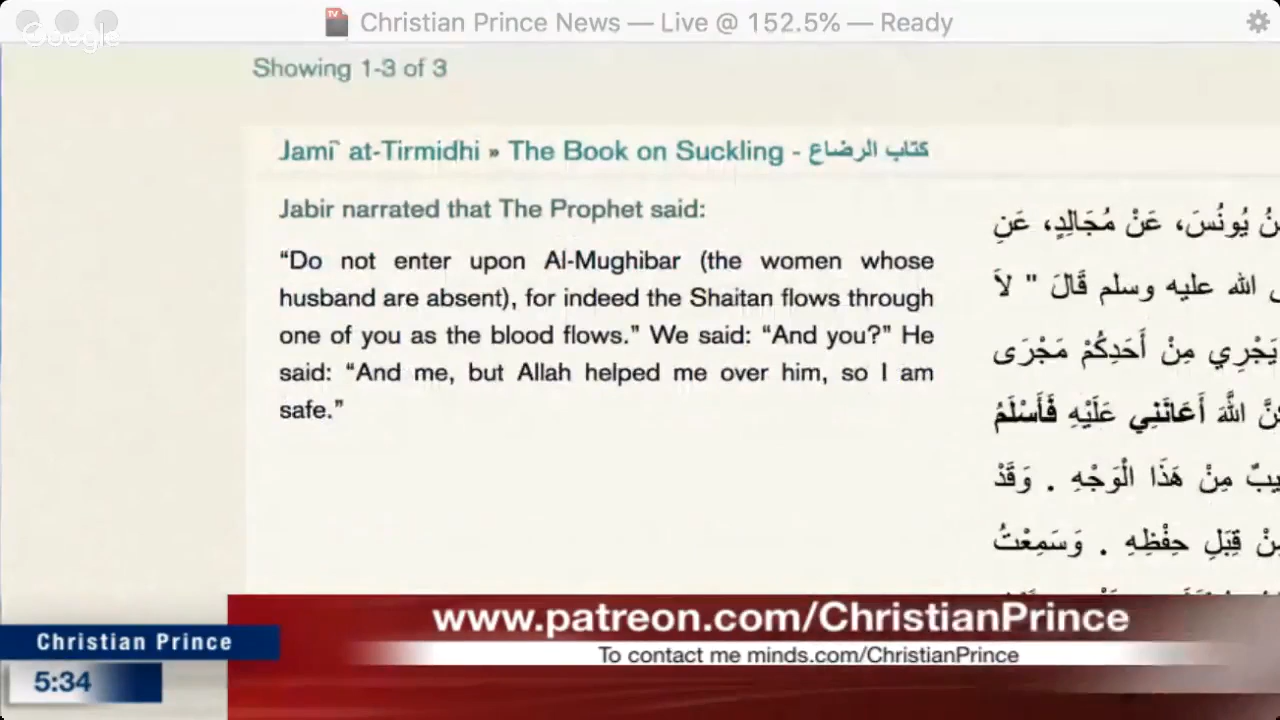 Christian Prince News — Live @ 152.5% — Ready
Google
Showing 1-3 of 3
Jami` at-Tirmidhi » The Book on Suckling - كتاب الرضاع
Jabir narrated that The Prophet said:
“Do not enter upon Al-Mughibar (the women whose
husband are absent), for indeed the Shaitan flows through
one of you as the blood flows.” We said: “And you?” He
said: “And me, but Allah helped me over him, so I am
safe.”
يُونُسَ، عَنْ مُجَالِدٍ، عَنِ
الله عليه وسلم قَالَ " لاَ
يَجْرِي مِنْ أَحَدِكُمْ مَجْرَى
اللَّهَ أَعَانَنِي عَلَيْهِ فَأَسْلَمُ
مِنْ هَذَا الْوَجْهِ . وَقَدْ
قِبَلِ حِفْظِهِ . وَسَمِعْتُ
www.patreon.com/ChristianPrince
To contact me minds.com/ChristianPrince
Christian Prince
5:34